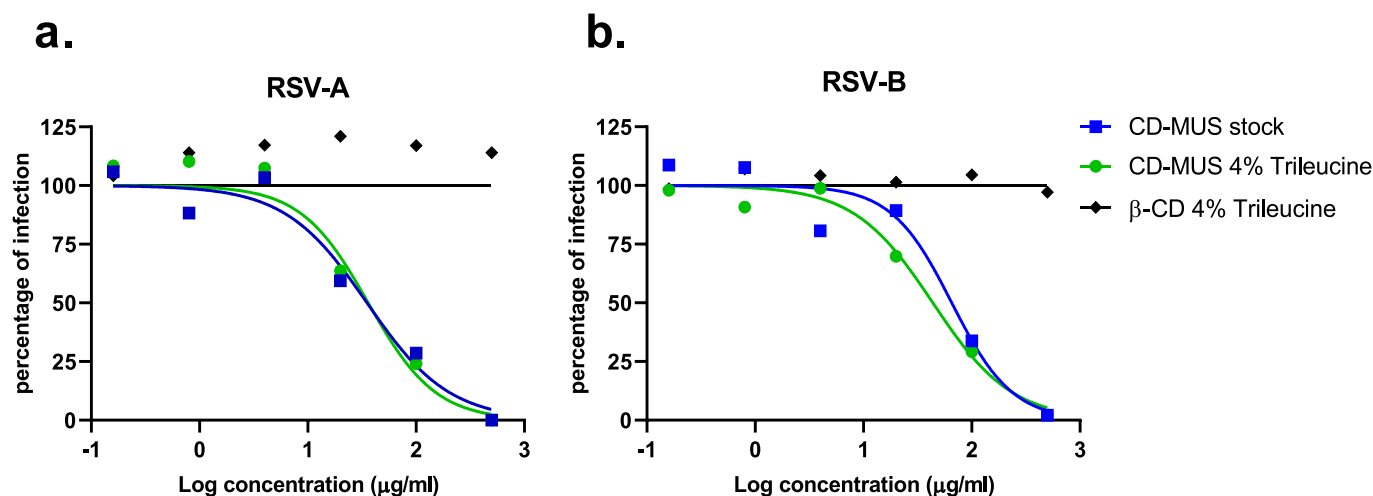 a.
RSV-A
percentage of infection
125
100
75
50
25
0
-1
0
1
2
3
Log concentration (μg/ml)
b.
RSV-B
percentage of infection
125
100
75
50
25
0
-1
0
1
2
3
Log concentration (μg/ml)
CD-MUS stock
CD-MUS 4% Trileucine
β-CD 4% Trileucine